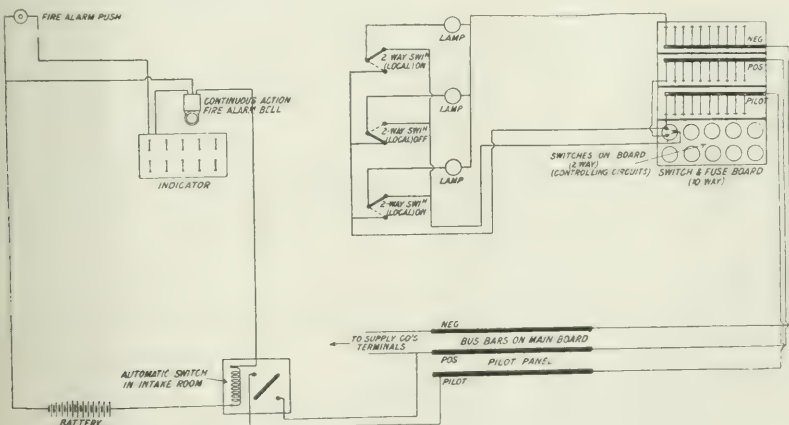 FIRE ALARM PUSH
CONTINUOUS ACTION
FIRE ALARM BELL
INDICATOR
AUTOMATIC SWITCH
IN INTAKE ROOM
BATTERY
LAMP
2-WAY SWIH
(LOCAL) ON
LAMP
2-WAY SWIH
(LOCAL) OFF
LAMP
2-WAY SWIH
(LOCAL) ON
NEG
POS
PILOT
SWITCHES ON BOARD
(2 WAY)
(CONTROLLING CIRCUITS)
SWITCH & FUSE BOARD
(10 WAY)
NEG
TO SUPPLY CO'S
TERMINALS
BUS BARS ON MAIN BOARD
POS
PILOT PANEL
PILOT